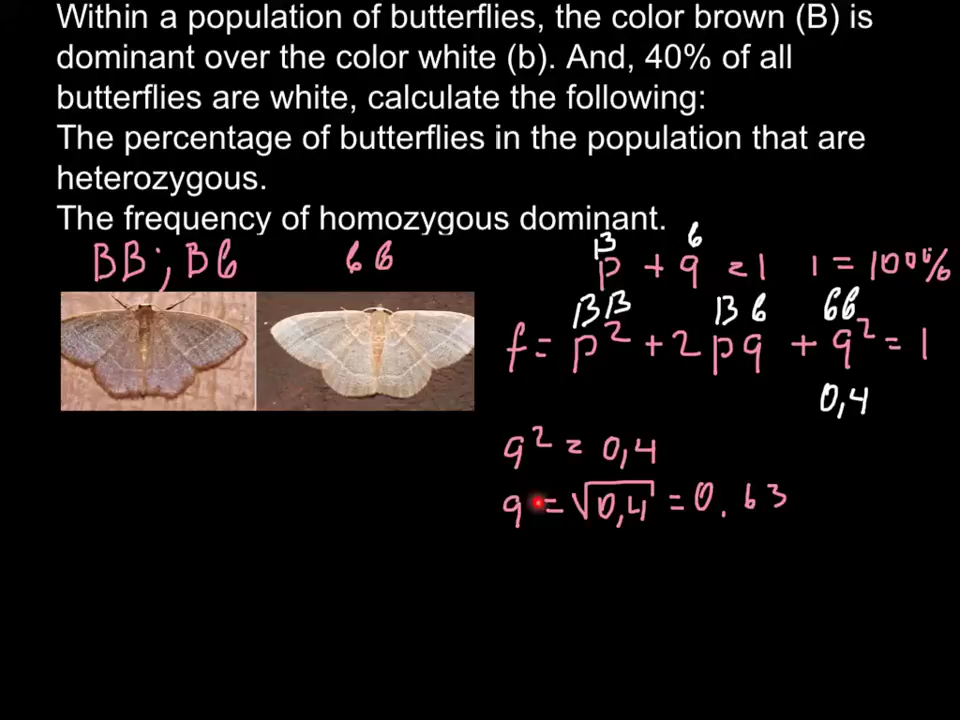 Within a population of butterflies, the color brown (B) is
dominant over the color white (b). And, 40% of all
butterflies are white, calculate the following:
The percentage of butterflies in the population that are
heterozygous.
The frequency of homozygous dominant.
BB ; Bb bb
B b
p + q = 1 1 = 100%
BB Bb bb
f = p² + 2pq + q² = 1
0,4
q² = 0,4
q = √0,4 = 0.63